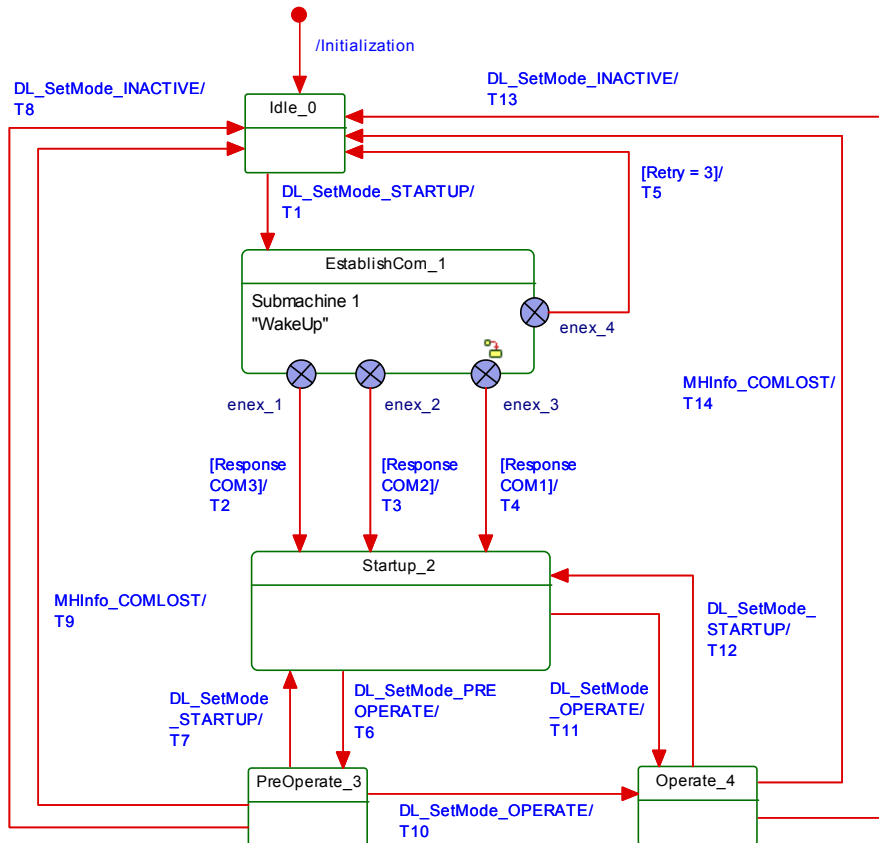 /Initialization
DL_SetMode_INACTIVE/
T8
DL_SetMode_INACTIVE/
T13
Idle_0
[Retry = 3]/
T5
DL_SetMode_STARTUP/
T1
EstablishCom_1
Submachine 1
"WakeUp"
enex_4
enex_1
enex_2
enex_3
MHInfo_COMLOST/
T14
[Response
COM3]/
T2
[Response
COM2]/
T3
[Response
COM1]/
T4
Startup_2
MHInfo_COMLOST/
T9
DL_SetMode_
STARTUP/
T12
DL_SetMode
_STARTUP/
T7
DL_SetMode_PRE
OPERATE/
T6
DL_SetMode
_OPERATE/
T11
PreOperate_3
Operate_4
DL_SetMode_OPERATE/
T10